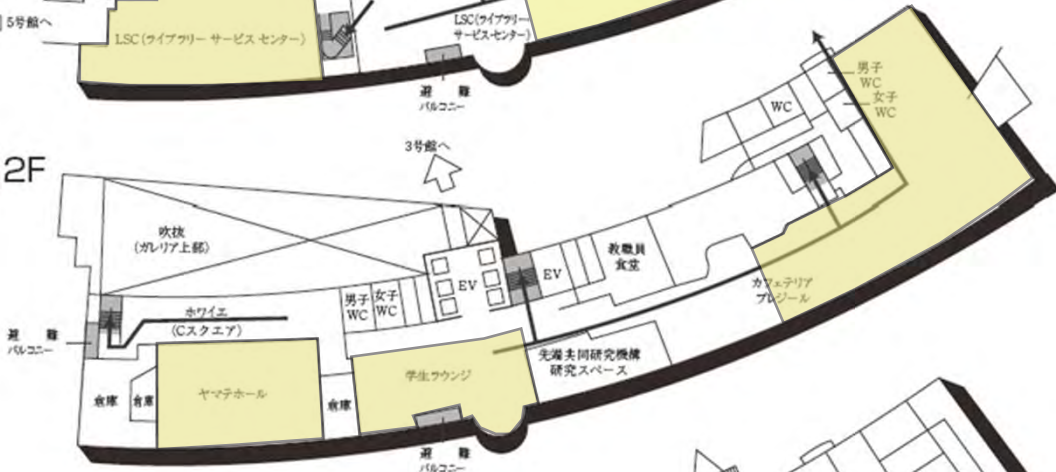 5号館へ
LSC(ライブラリー サービス センター)
LSC(ライブラリー
サービスセンター)
避難
バルコニー
2F
3号館へ
男子
WC
女子
WC
WC
吹抜
(ガレリア上部)
EV
EV
教職員
食堂
カフェテリア
プレジール
男子
WC
女子
WC
ホワイエ
(Cスクエア)
避難
バルコニー
先端共同研究機構
研究スペース
学生ラウンジ
倉庫
倉庫
ヤマテホール
倉庫
避難
バルコニー